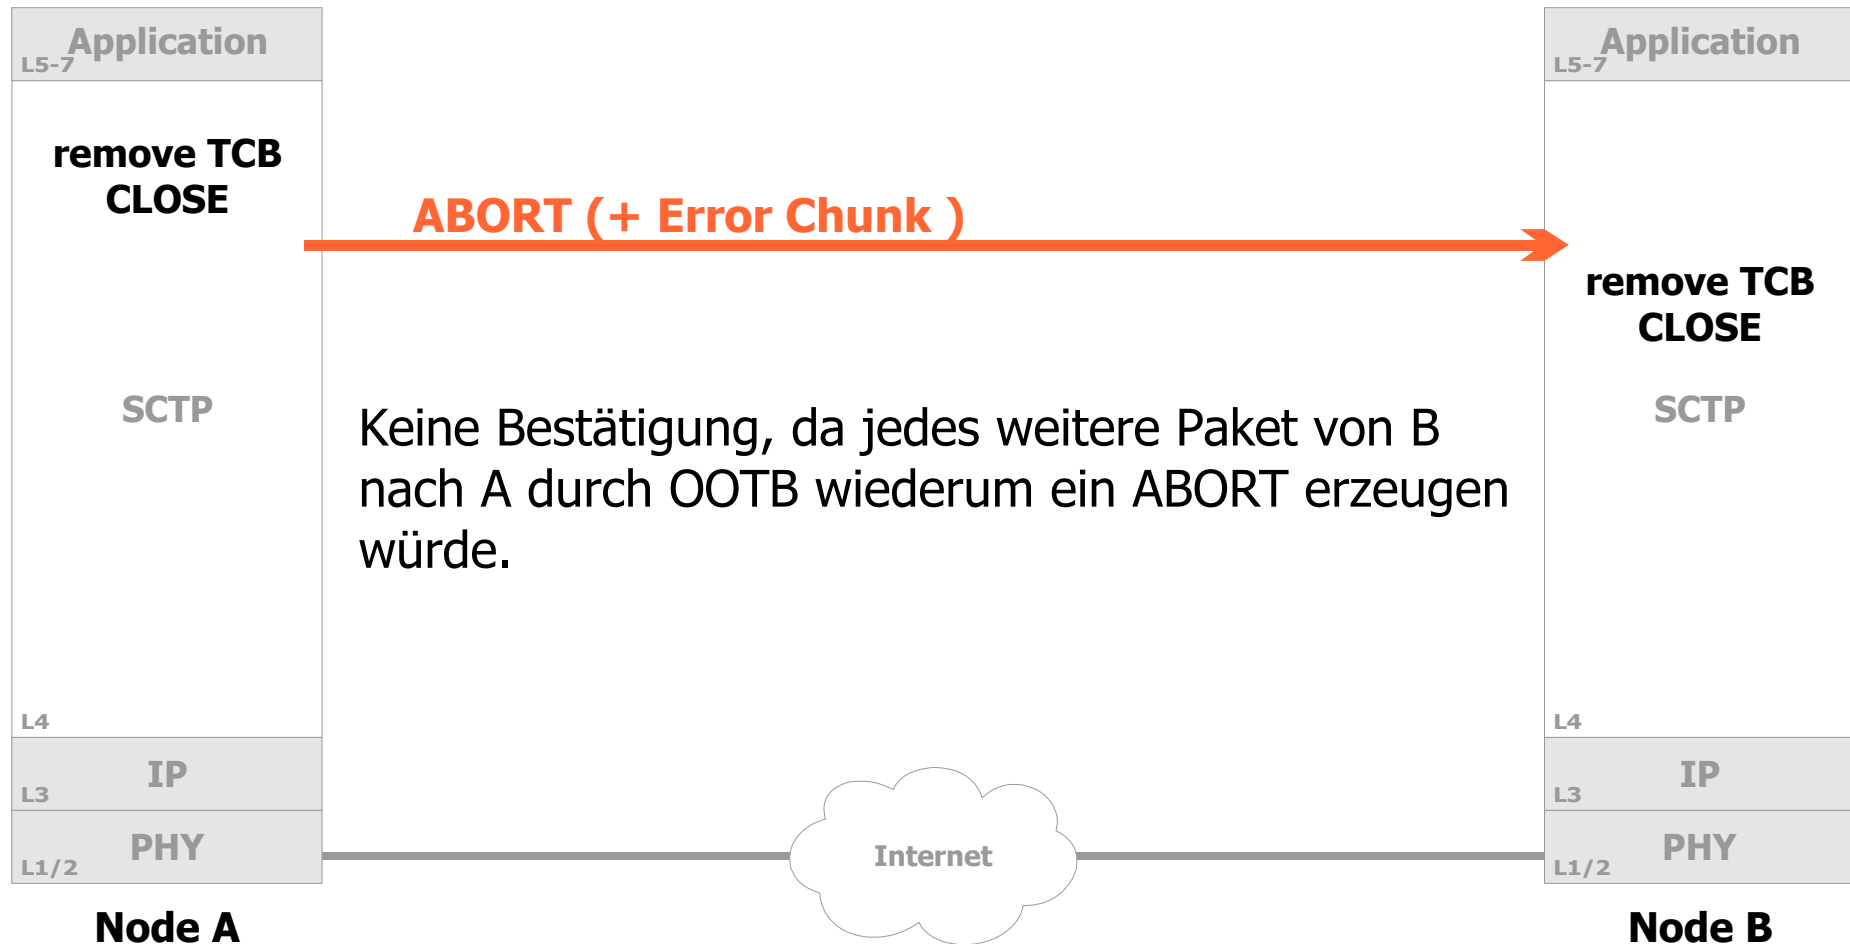 Application
L5-7
Application
L5-7
remove TCB
CLOSE
ABORT (+ Error Chunk )
remove TCB
CLOSE
SCTP
SCTP
Keine Bestätigung, da jedes weitere Paket von B
nach A durch OOTB wiederum ein ABORT erzeugen
würde.
L4
L4
IP
L3
IP
L3
PHY
L1/2
Internet
PHY
L1/2
Node A
Node B